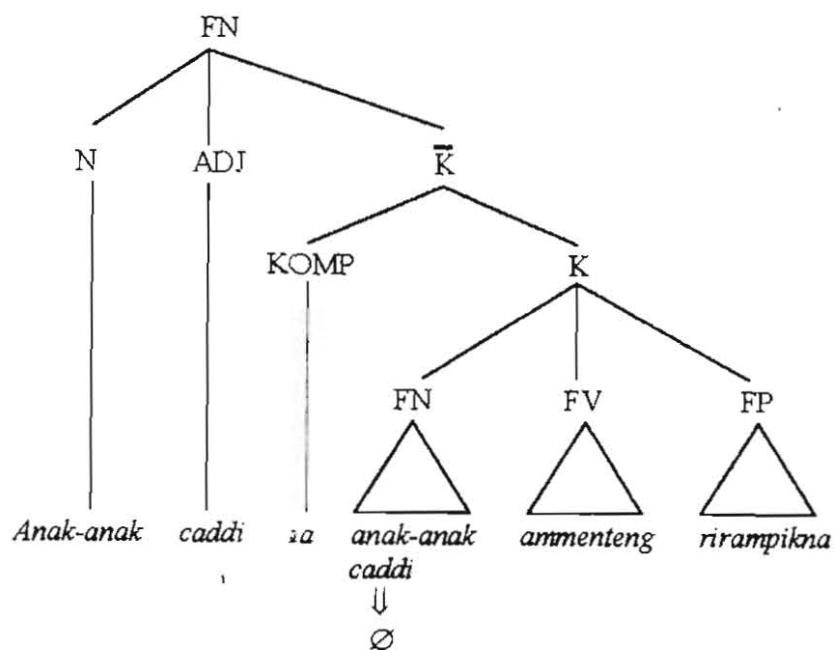 FN
N ADJ K̅
KOMP K
FN FV FP
Anak-anak caddi anak-anak ammenteng rirampikna
caddi
⇓
∅